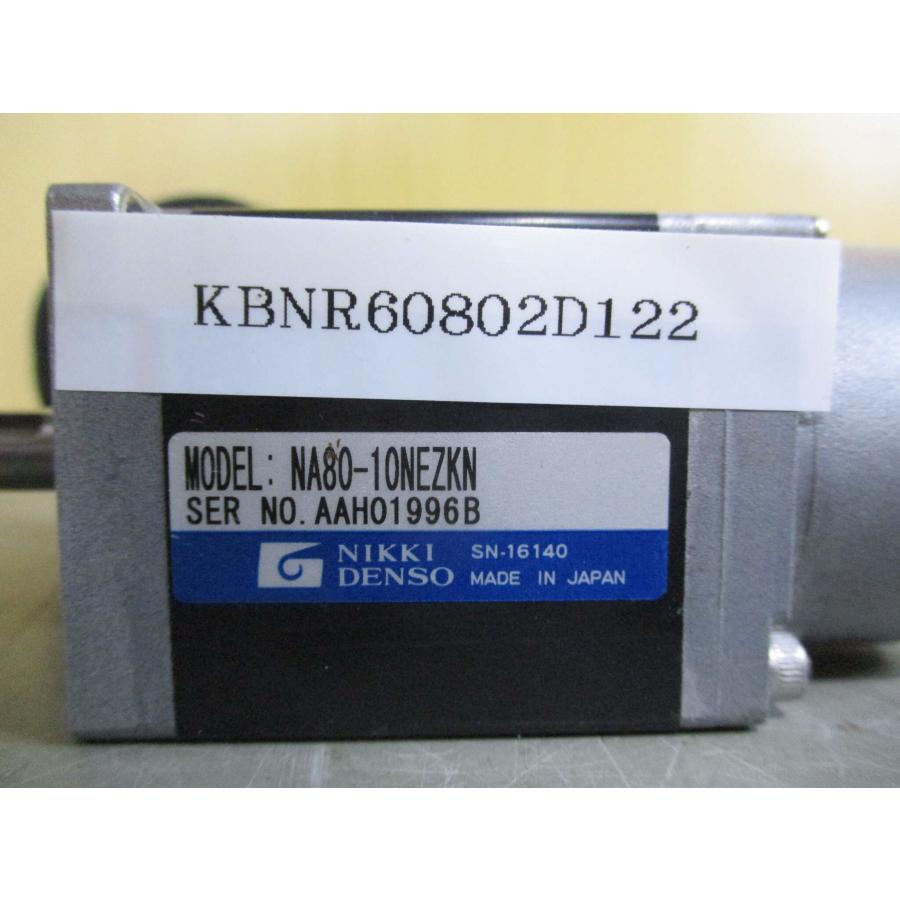 KBNR60802D122
MODEL: NA80-10NEZKN
SER NO. AAH01996B
NIKKI DENSO
SN-16140
MADE IN JAPAN